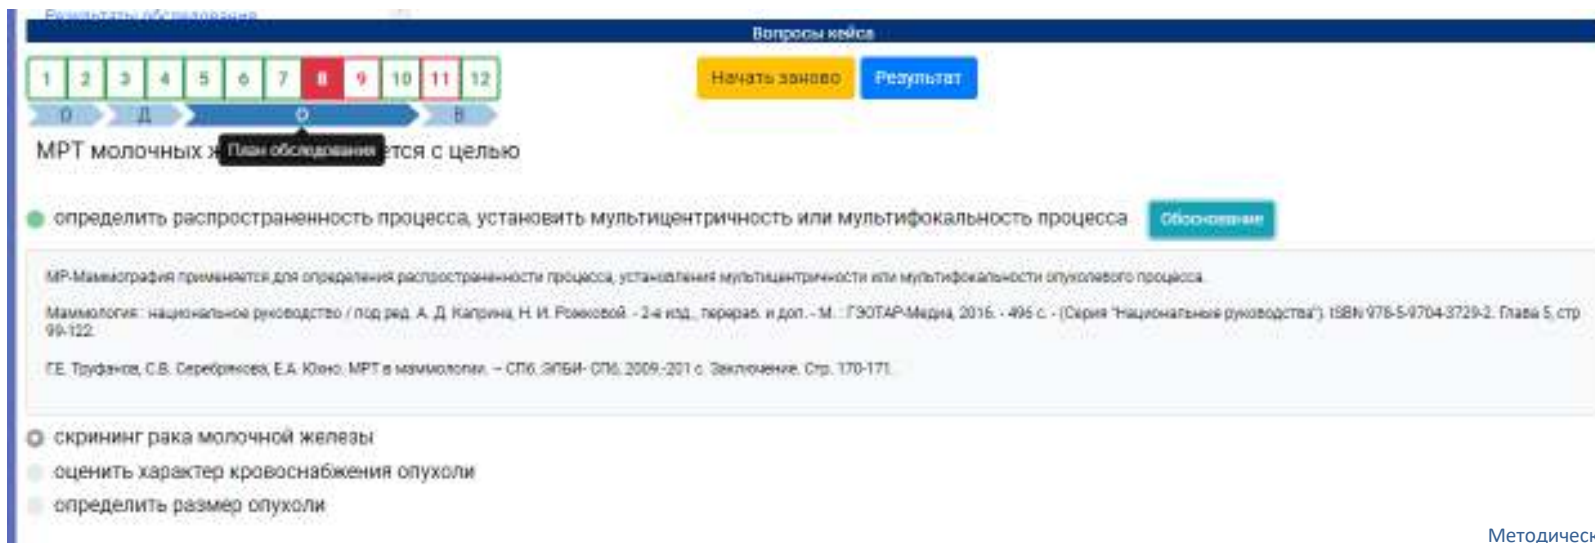 Результаты обследования
Вопросы кейса
1 2 3 4 5 6 7 8 9 10 11 12
Начать заново Результат
О Д О В
План обследования
МРТ молочных ж ется с целью
определить распространенность процесса, установить мультицентричность или мультифокальность процесса Обоснование
МР-Маммография применяется для определения распространенности процесса, установления мультицентричности или мультифокальности опухолевого процесса.
Маммология: национальное руководство / под ред. А. Д. Каприна, Н. И. Рожковой. - 2-е изд., перераб. и доп. - М. : ГЭОТАР-Медиа, 2016. - 496 с. - (Серия "Национальные руководства"). ISBN 978-5-9704-3729-2. Глава 5, стр
99-122.
Г.Е. Труфанов, С.В. Серебрякова, Е.А. Юхно. МРТ в маммологии. – СПб. :ЭЛБИ- СПб, 2009.-201 с. Заключение. Стр. 170-171.
скрининг рака молочной железы
оценить характер кровоснабжения опухоли
определить размер опухоли
Методическ